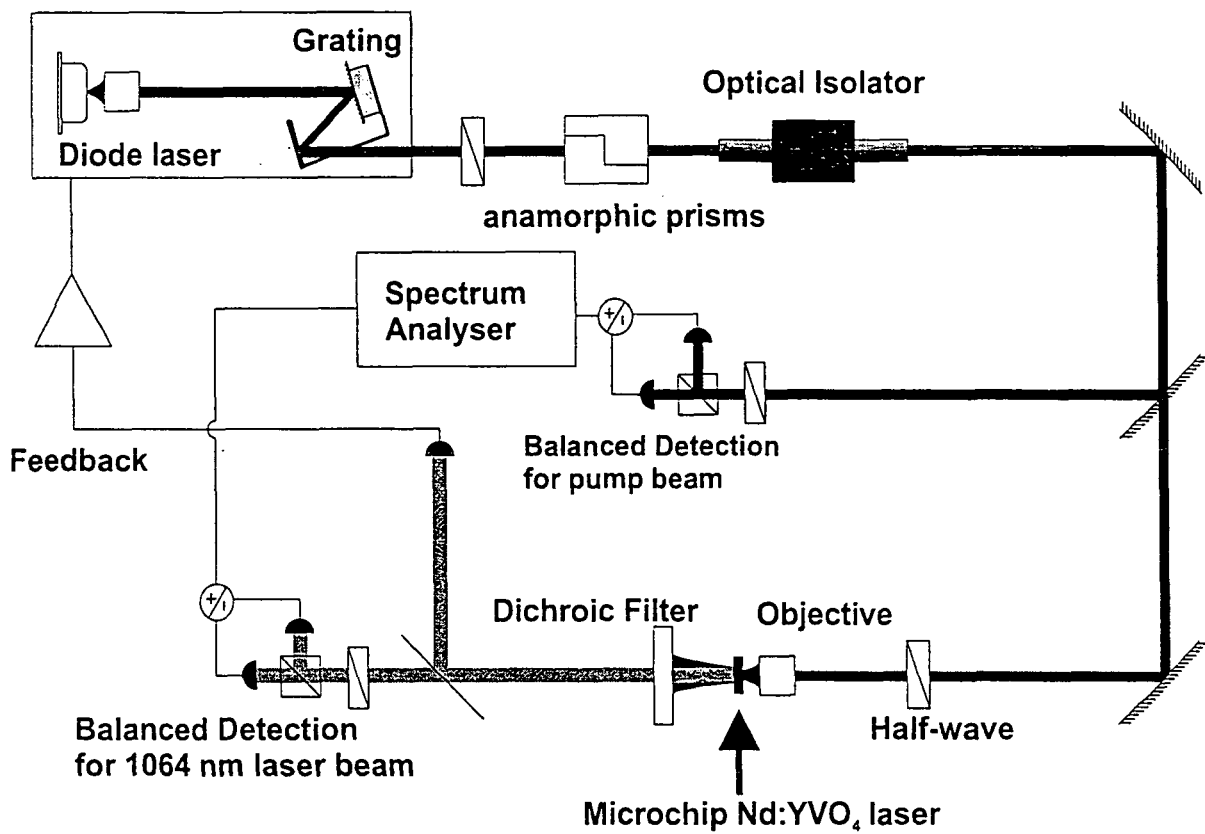 Grating
Diode laser
Optical Isolator
anamorphic prisms
Spectrum
Analyser
+/-
Balanced Detection
for pump beam
Feedback
+/-
Dichroic Filter
Objective
Balanced Detection
for 1064 nm laser beam
Half-wave
Microchip Nd:YVO₄ laser